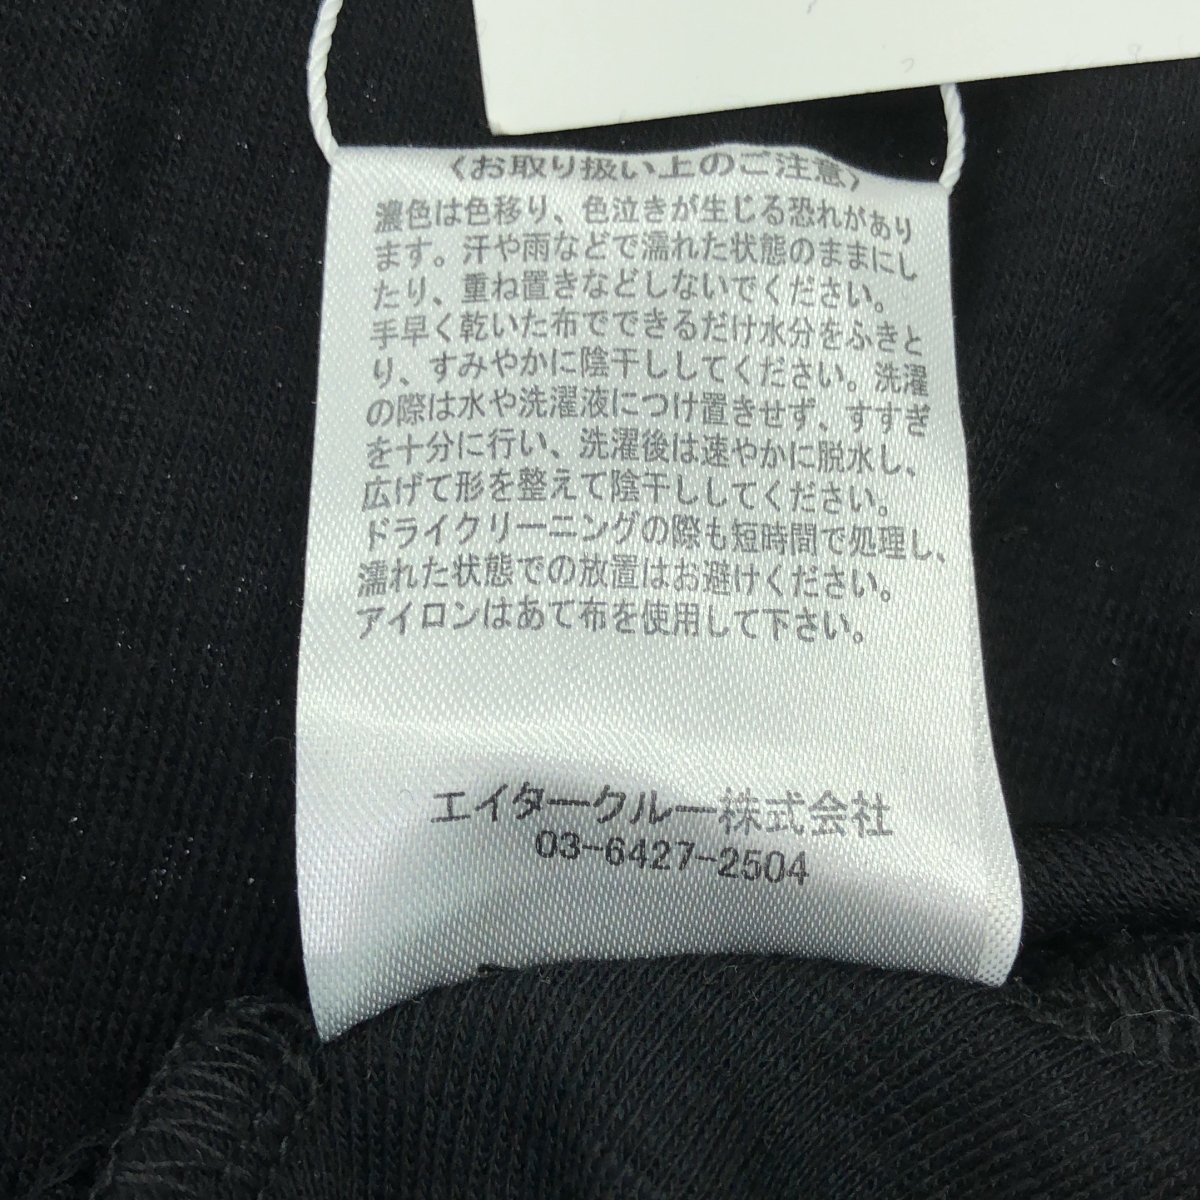 〈お取り扱い上のご注意〉
濃色は色移り、色泣きが生じる恐れがあり
ます。汗や雨などで濡れた状態のままにし
たり、重ね置きなどしないでください。
手早く乾いた布でできるだけ水分をふきと
り、すみやかに陰干ししてください。洗濯
の際は水や洗濯液につけ置きせず、すすぎ
を十分に行い、洗濯後は速やかに脱水し、
広げて形を整えて陰干ししてください。
ドライクリーニングの際も短時間で処理し、
濡れた状態での放置はお避けください。
アイロンはあて布を使用して下さい。
エイタークルー株式会社
03-6427-2504